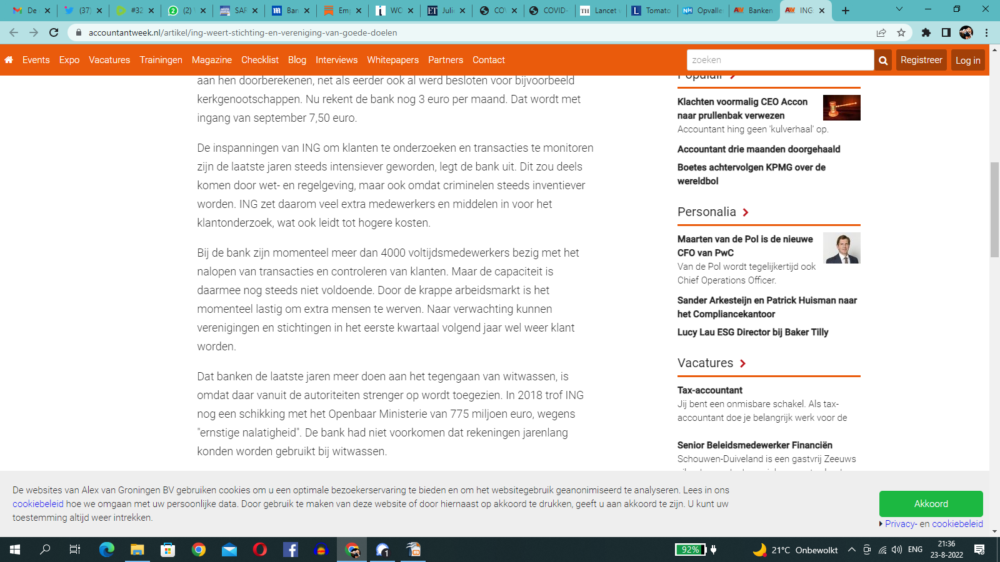 De
(37)
#32
(2)
SAF
Ban
Emp
WC
Julie
COV
COVID-
Lancet
Tomato
Opvalle
Banken
ING
accountantweek.nl/artikel/ing-weert-stichting-en-vereniging-van-goede-doelen
Events Expo Vacatures Trainingen Magazine Checklist Blog Interviews Whitepapers Partners Contact
zoeken
Registreer
Log in
aan hen doorberekenen, net als eerder ook al werd besloten voor bijvoorbeeld
kerkgenootschappen. Nu rekent de bank nog 3 euro per maand. Dat wordt met
ingang van september 7,50 euro.
De inspanningen van ING om klanten te onderzoeken en transacties te monitoren
zijn de laatste jaren steeds intensiever geworden, legt de bank uit. Dit zou deels
komen door wet- en regelgeving, maar ook omdat criminelen steeds inventiever
worden. ING zet daarom veel extra medewerkers en middelen in voor het
klantonderzoek, wat ook leidt tot hogere kosten.
Bij de bank zijn momenteel meer dan 4000 voltijdsmedewerkers bezig met het
nalopen van transacties en controleren van klanten. Maar de capaciteit is
daarmee nog steeds niet voldoende. Door de krappe arbeidsmarkt is het
momenteel lastig om extra mensen te werven. Naar verwachting kunnen
verenigingen en stichtingen in het eerste kwartaal volgend jaar wel weer klant
worden.
Dat banken de laatste jaren meer doen aan het tegengaan van witwassen, is
omdat daar vanuit de autoriteiten strenger op wordt toegezien. In 2018 trof ING
nog een schikking met het Openbaar Ministerie van 775 miljoen euro, wegens
"ernstige nalatigheid". De bank had niet voorkomen dat rekeningen jarenlang
konden worden gebruikt bij witwassen.
Populair
Klachten voormalig CEO Accon
naar prullenbak verwezen
Accountant hing geen 'kulverhaal' op.
Accountant drie maanden doorgehaald
Boetes achtervolgen KPMG over de
wereldbol
Personalia
Maarten van de Pol is de nieuwe
CFO van PwC
Van de Pol wordt tegelijkertijd ook
Chief Operations Officer.
Sander Arkesteijn en Patrick Huisman naar
het Compliancekantoor
Lucy Lau ESG Director bij Baker Tilly
Vacatures
Tax-accountant
Jij bent een onmisbare schakel. Als tax-
accountant doe je belangrijk werk voor de
Senior Beleidsmedewerker Financiën
Schouwen-Duiveland is een gastvrij Zeeuws
De websites van Alex van Groningen BV gebruiken cookies om u een optimale bezoekerservaring te bieden en om het websitegebruik geanonimiseerd te analyseren. Lees in ons
cookiebeleid hoe we omgaan met uw persoonlijke data. Door gebruik te maken van deze website of door hiernaast op akkoord te drukken, geeft u aan akkoord te zijn. U kunt uw
toestemming altijd weer intrekken.
Akkoord
Privacy- en cookiebeleid
92%
21°C Onbewolkt
ENG
21:36
23-8-2022